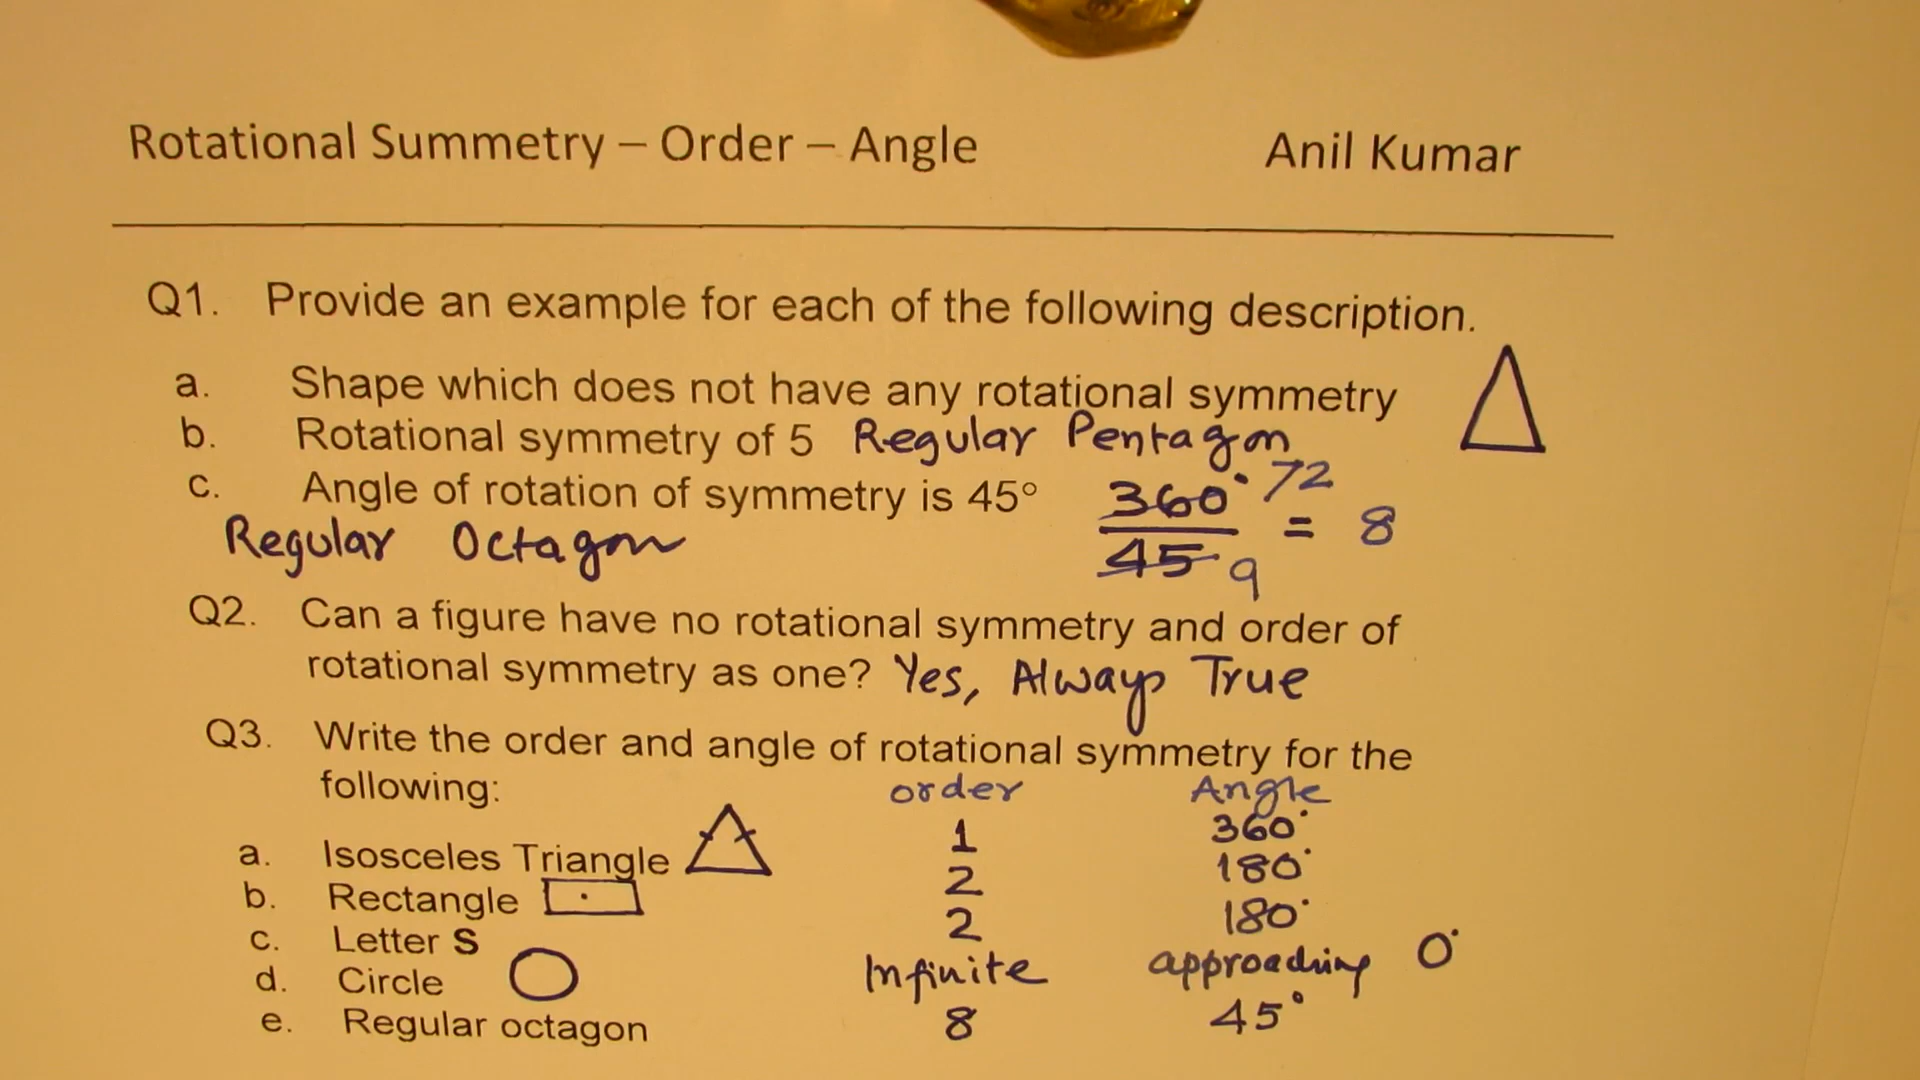 Rotational Summetry – Order – Angle Anil Kumar
Q1. Provide an example for each of the following description.
a. Shape which does not have any rotational symmetry
b. Rotational symmetry of 5 Regular Pentagon
c. Angle of rotation of symmetry is 45° 360° 72
45 9 = 8
Regular Octagon
Q2. Can a figure have no rotational symmetry and order of
rotational symmetry as one? Yes, Always True
Q3. Write the order and angle of rotational symmetry for the
following: order Angle
a. Isosceles Triangle 1 360°
b. Rectangle 2 180°
c. Letter S 2 180°
d. Circle Infinite approaching 0°
e. Regular octagon 8 45°